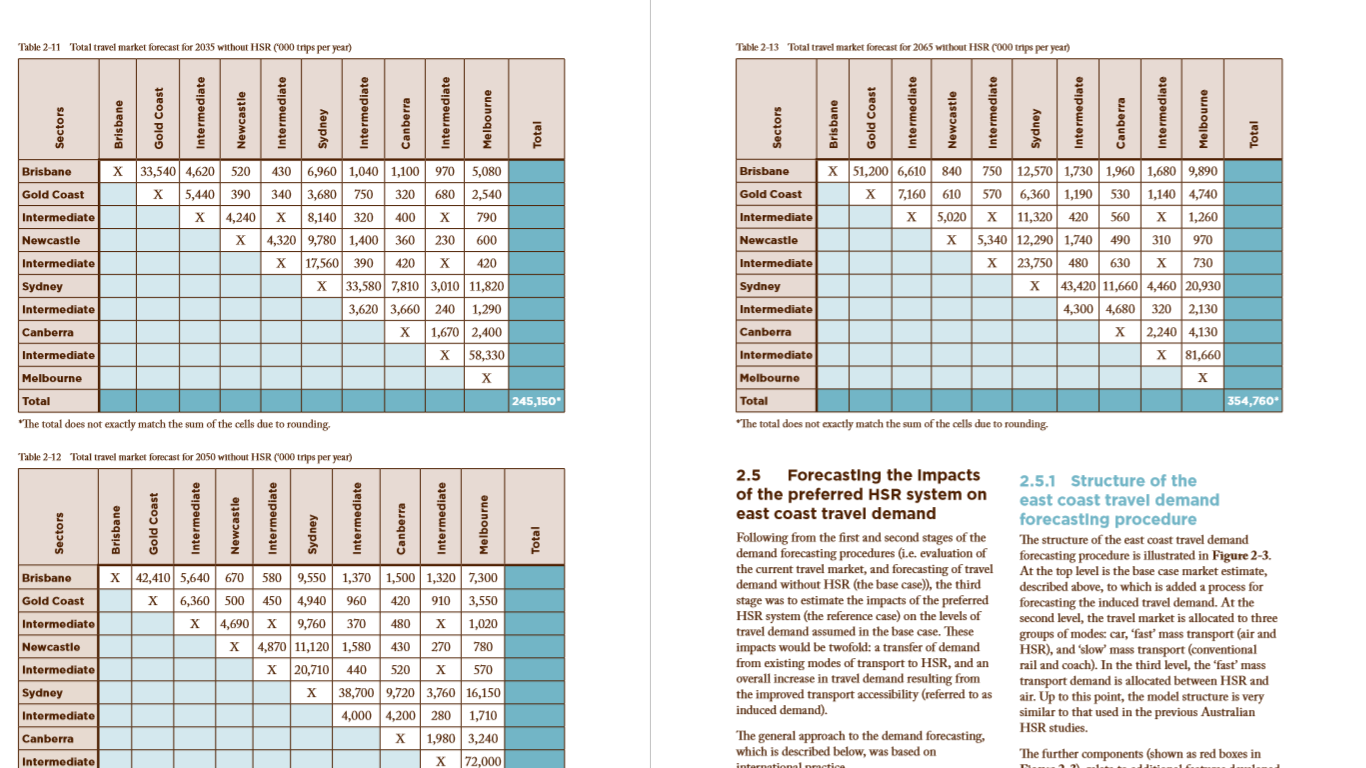 Table 2-11 Total travel market forecast for 2035 without HSR ('000 trips per year)
Sectors Brisbane Gold Coast Intermediate Newcastle Intermediate Sydney Intermediate Canberra Intermediate Melbourne Total
Brisbane X 33,540 4,620 520 430 6,960 1,040 1,100 970 5,080
Gold Coast X 5,440 390 340 3,680 750 320 680 2,540
Intermediate X 4,240 X 8,140 320 400 X 790
Newcastle X 4,320 9,780 1,400 360 230 600
Intermediate X 17,560 390 420 X 420
Sydney X 33,580 7,810 3,010 11,820
Intermediate 3,620 3,660 240 1,290
Canberra X 1,670 2,400
Intermediate X 58,330
Melbourne X
Total 245,150*
*The total does not exactly match the sum of the cells due to rounding.
Table 2-12 Total travel market forecast for 2050 without HSR ('000 trips per year)
Sectors Brisbane Gold Coast Intermediate Newcastle Intermediate Sydney Intermediate Canberra Intermediate Melbourne Total
Brisbane X 42,410 5,640 670 580 9,550 1,370 1,500 1,320 7,300
Gold Coast X 6,360 500 450 4,940 960 420 910 3,550
Intermediate X 4,690 X 9,760 370 480 X 1,020
Newcastle X 4,870 11,120 1,580 430 270 780
Intermediate X 20,710 440 520 X 570
Sydney X 38,700 9,720 3,760 16,150
Intermediate 4,000 4,200 280 1,710
Canberra X 1,980 3,240
Intermediate X 72,000
Table 2-13 Total travel market forecast for 2065 without HSR ('000 trips per year)
Sectors Brisbane Gold Coast Intermediate Newcastle Intermediate Sydney Intermediate Canberra Intermediate Melbourne Total
Brisbane X 51,200 6,610 840 750 12,570 1,730 1,960 1,680 9,890
Gold Coast X 7,160 610 570 6,360 1,190 530 1,140 4,740
Intermediate X 5,020 X 11,320 420 560 X 1,260
Newcastle X 5,340 12,290 1,740 490 310 970
Intermediate X 23,750 480 630 X 730
Sydney X 43,420 11,660 4,460 20,930
Intermediate 4,300 4,680 320 2,130
Canberra X 2,240 4,130
Intermediate X 81,660
Melbourne X
Total 354,760*
*The total does not exactly match the sum of the cells due to rounding.
2.5 Forecasting the impacts
of the preferred HSR system on
east coast travel demand
Following from the first and second stages of the
demand forecasting procedures (i.e. evaluation of
the current travel market, and forecasting of travel
demand without HSR (the base case)), the third
stage was to estimate the impacts of the preferred
HSR system (the reference case) on the levels of
travel demand assumed in the base case. These
impacts would be twofold: a transfer of demand
from existing modes of transport to HSR, and an
overall increase in travel demand resulting from
the improved transport accessibility (referred to as
induced demand).
The general approach to the demand forecasting,
which is described below, was based on
international practice.
2.5.1 Structure of the
east coast travel demand
forecasting procedure
The structure of the east coast travel demand
forecasting procedure is illustrated in Figure 2-3.
At the top level is the base case market estimate,
described above, to which is added a process for
forecasting the induced travel demand. At the
second level, the travel market is allocated to three
groups of modes: car, 'fast' mass transport (air and
HSR), and 'slow' mass transport (conventional
rail and coach). In the third level, the 'fast' mass
transport demand is allocated between HSR and
air. Up to this point, the model structure is very
similar to that used in the previous Australian
HSR studies.
The further components (shown as red boxes in